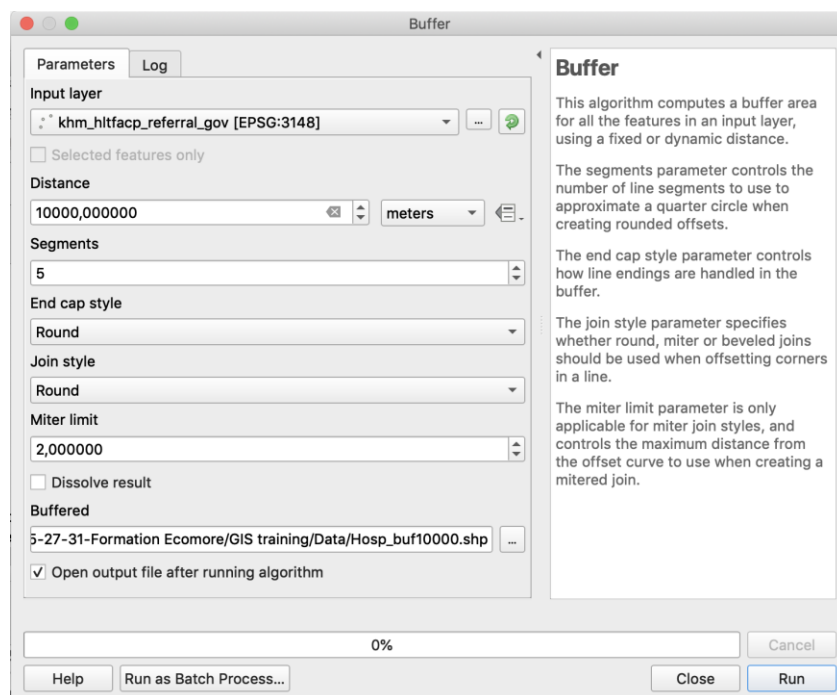 Buffer
Parameters
Log
Input layer
khm_hltfacp_referral_gov [EPSG:3148]
...
Selected features only
Distance
10000,000000
meters
Segments
5
End cap style
Round
Join style
Round
Miter limit
2,000000
Dissolve result
Buffered
5-27-31-Formation Ecomore/GIS training/Data/Hosp_buf10000.shp
...
Open output file after running algorithm
Buffer
This algorithm computes a buffer area
for all the features in an input layer,
using a fixed or dynamic distance.
The segments parameter controls the
number of line segments to use to
approximate a quarter circle when
creating rounded offsets.
The end cap style parameter controls
how line endings are handled in the
buffer.
The join style parameter specifies
whether round, miter or beveled joins
should be used when offsetting corners
in a line.
The miter limit parameter is only
applicable for miter join styles, and
controls the maximum distance from
the offset curve to use when creating a
mitered join.
0%
Cancel
Help
Run as Batch Process...
Close
Run